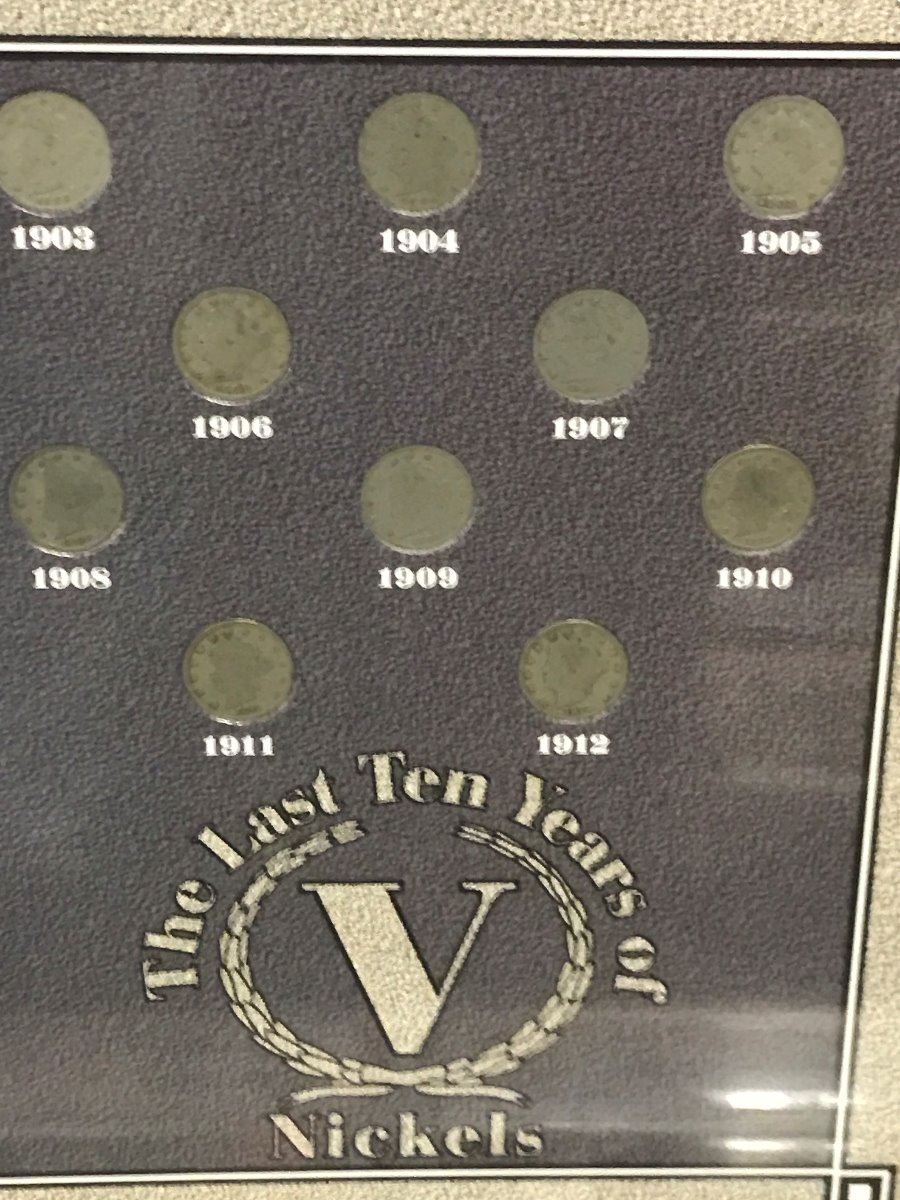 1903 1904 1905
1906 1907
1908 1909 1910
1911 1912
The Last Ten Years of
V
Nickels